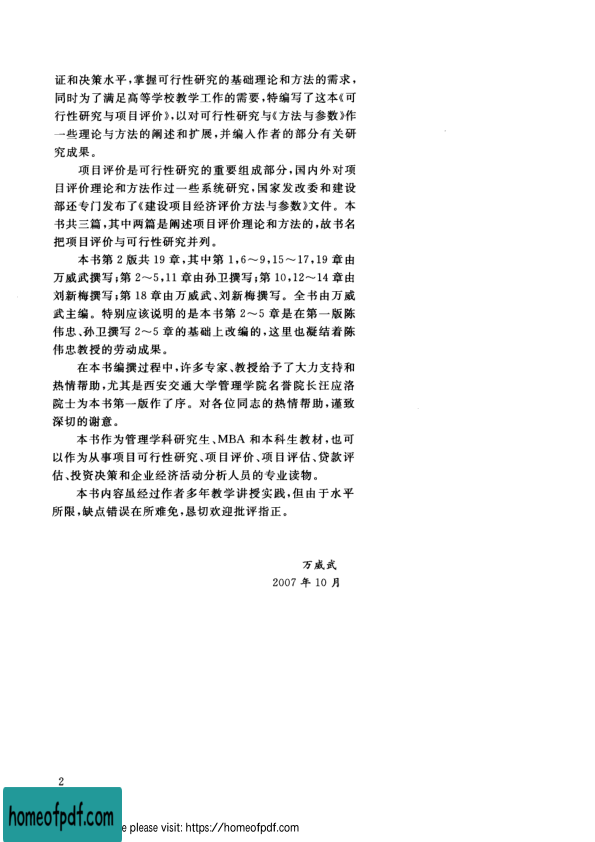 证和决策水平,掌握可行性研究的基础理论和方法的需求,
同时为了满足高等学校教学工作的需要,特编写了这本《可
行性研究与项目评价》,以对可行性研究与《方法与参数》作
一些理论与方法的阐述和扩展,并编入作者的部分有关研
究成果。
项目评价是可行性研究的重要组成部分,国内外对项
目评价理论和方法作过一些系统研究,国家发改委和建设
部还专门发布了《建设项目经济评价方法与参数》文件。本
书共三篇,其中两篇是阐述项目评价理论和方法的,故书名
把项目评价与可行性研究并列。
本书第 2 版共 19 章,其中第 1,6～9,15～17,19 章由
万威武撰写;第 2～5,11 章由孙卫撰写;第 10,12～14 章由
刘新梅撰写;第 18 章由万威武、刘新梅撰写。全书由万威
武主编。特别应该说明的是本书第 2～5 章是在第一版陈
伟忠、孙卫撰写 2～5 章的基础上改编的,这里也凝结着陈
伟忠教授的劳动成果。
在本书编撰过程中,许多专家、教授给予了大力支持和
热情帮助,尤其是西安交通大学管理学院名誉院长汪应洛
院士为本书第一版作了序。对各位同志的热情帮助,谨致
深切的谢意。
本书作为管理学科研究生、MBA 和本科生教材,也可
以作为从事项目可行性研究、项目评价、项目评估、贷款评
估、投资决策和企业经济活动分析人员的专业读物。
本书内容虽经过作者多年教学讲授实践,但由于水平
所限,缺点错误在所难免,恳切欢迎批评指正。
万威武
2007 年 10 月
2
homeofpdf.com
e please visit: https://homeofpdf.com